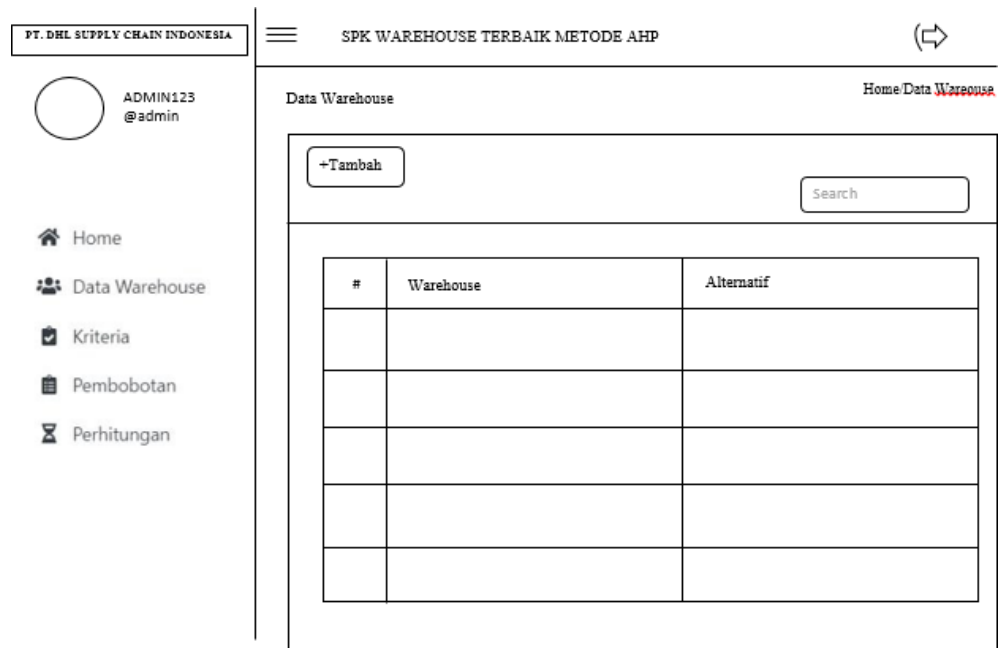 PT. DHL SUPPLY CHAIN INDONESIA
SPK WAREHOUSE TERBAIK METODE AHP
ADMIN123
@admin
Home
Data Warehouse
Kriteria
Pembobotan
Perhitungan
Data Warehouse
Home/Data Wareouse
+Tambah
Search
# Warehouse Alternatif